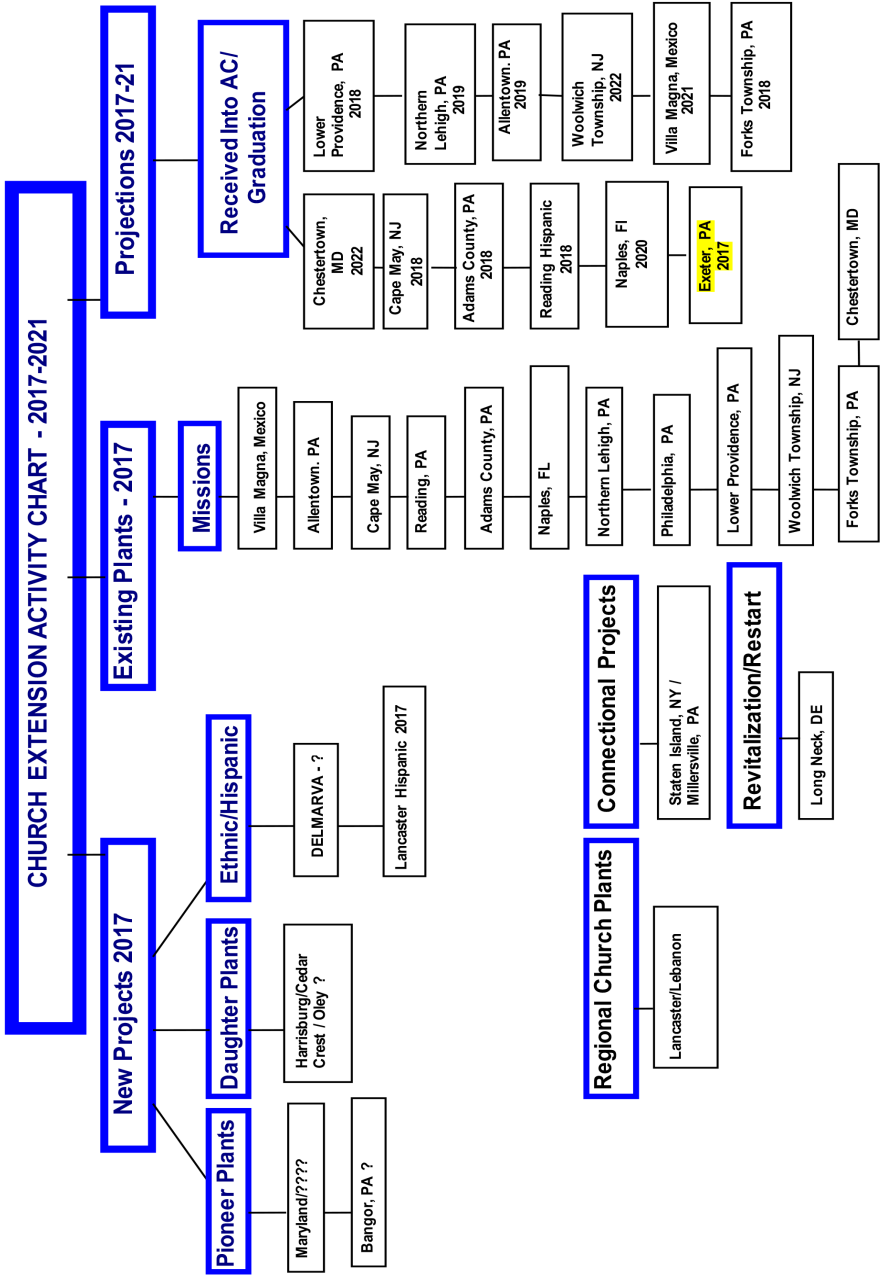 CHURCH EXTENSION ACTIVITY CHART - 2017-2021
New Projects 2017
Existing Plants - 2017
Projections 2017-21
Pioneer Plants
Maryland/????
Bangor, PA ?
Daughter Plants
Harrisburg/Cedar
Crest / Oley ?
Ethnic/Hispanic
DELMARVA - ?
Lancaster Hispanic 2017
Missions
Villa Magna, Mexico
Allentown. PA
Cape May, NJ
Reading, PA
Adams County, PA
Naples, FL
Northern Lehigh, PA
Philadelphia, PA
Lower Providence, PA
Woolwich Township, NJ
Forks Township, PA
Chestertown, MD
Received Into AC/
Graduation
Chestertown,
MD
2022
Cape May, NJ
2018
Adams County, PA
2018
Reading Hispanic
2018
Naples, Fl
2020
Exeter, PA
2017
Lower
Providence, PA
2018
Northern
Lehigh, PA
2019
Allentown. PA
2019
Woolwich
Township, NJ
2022
Villa Magna, Mexico
2021
Forks Township, PA
2018
Regional Church Plants
Lancaster/Lebanon
Connectional Projects
Staten Island, NY /
Millersville, PA
Revitalization/Restart
Long Neck, DE